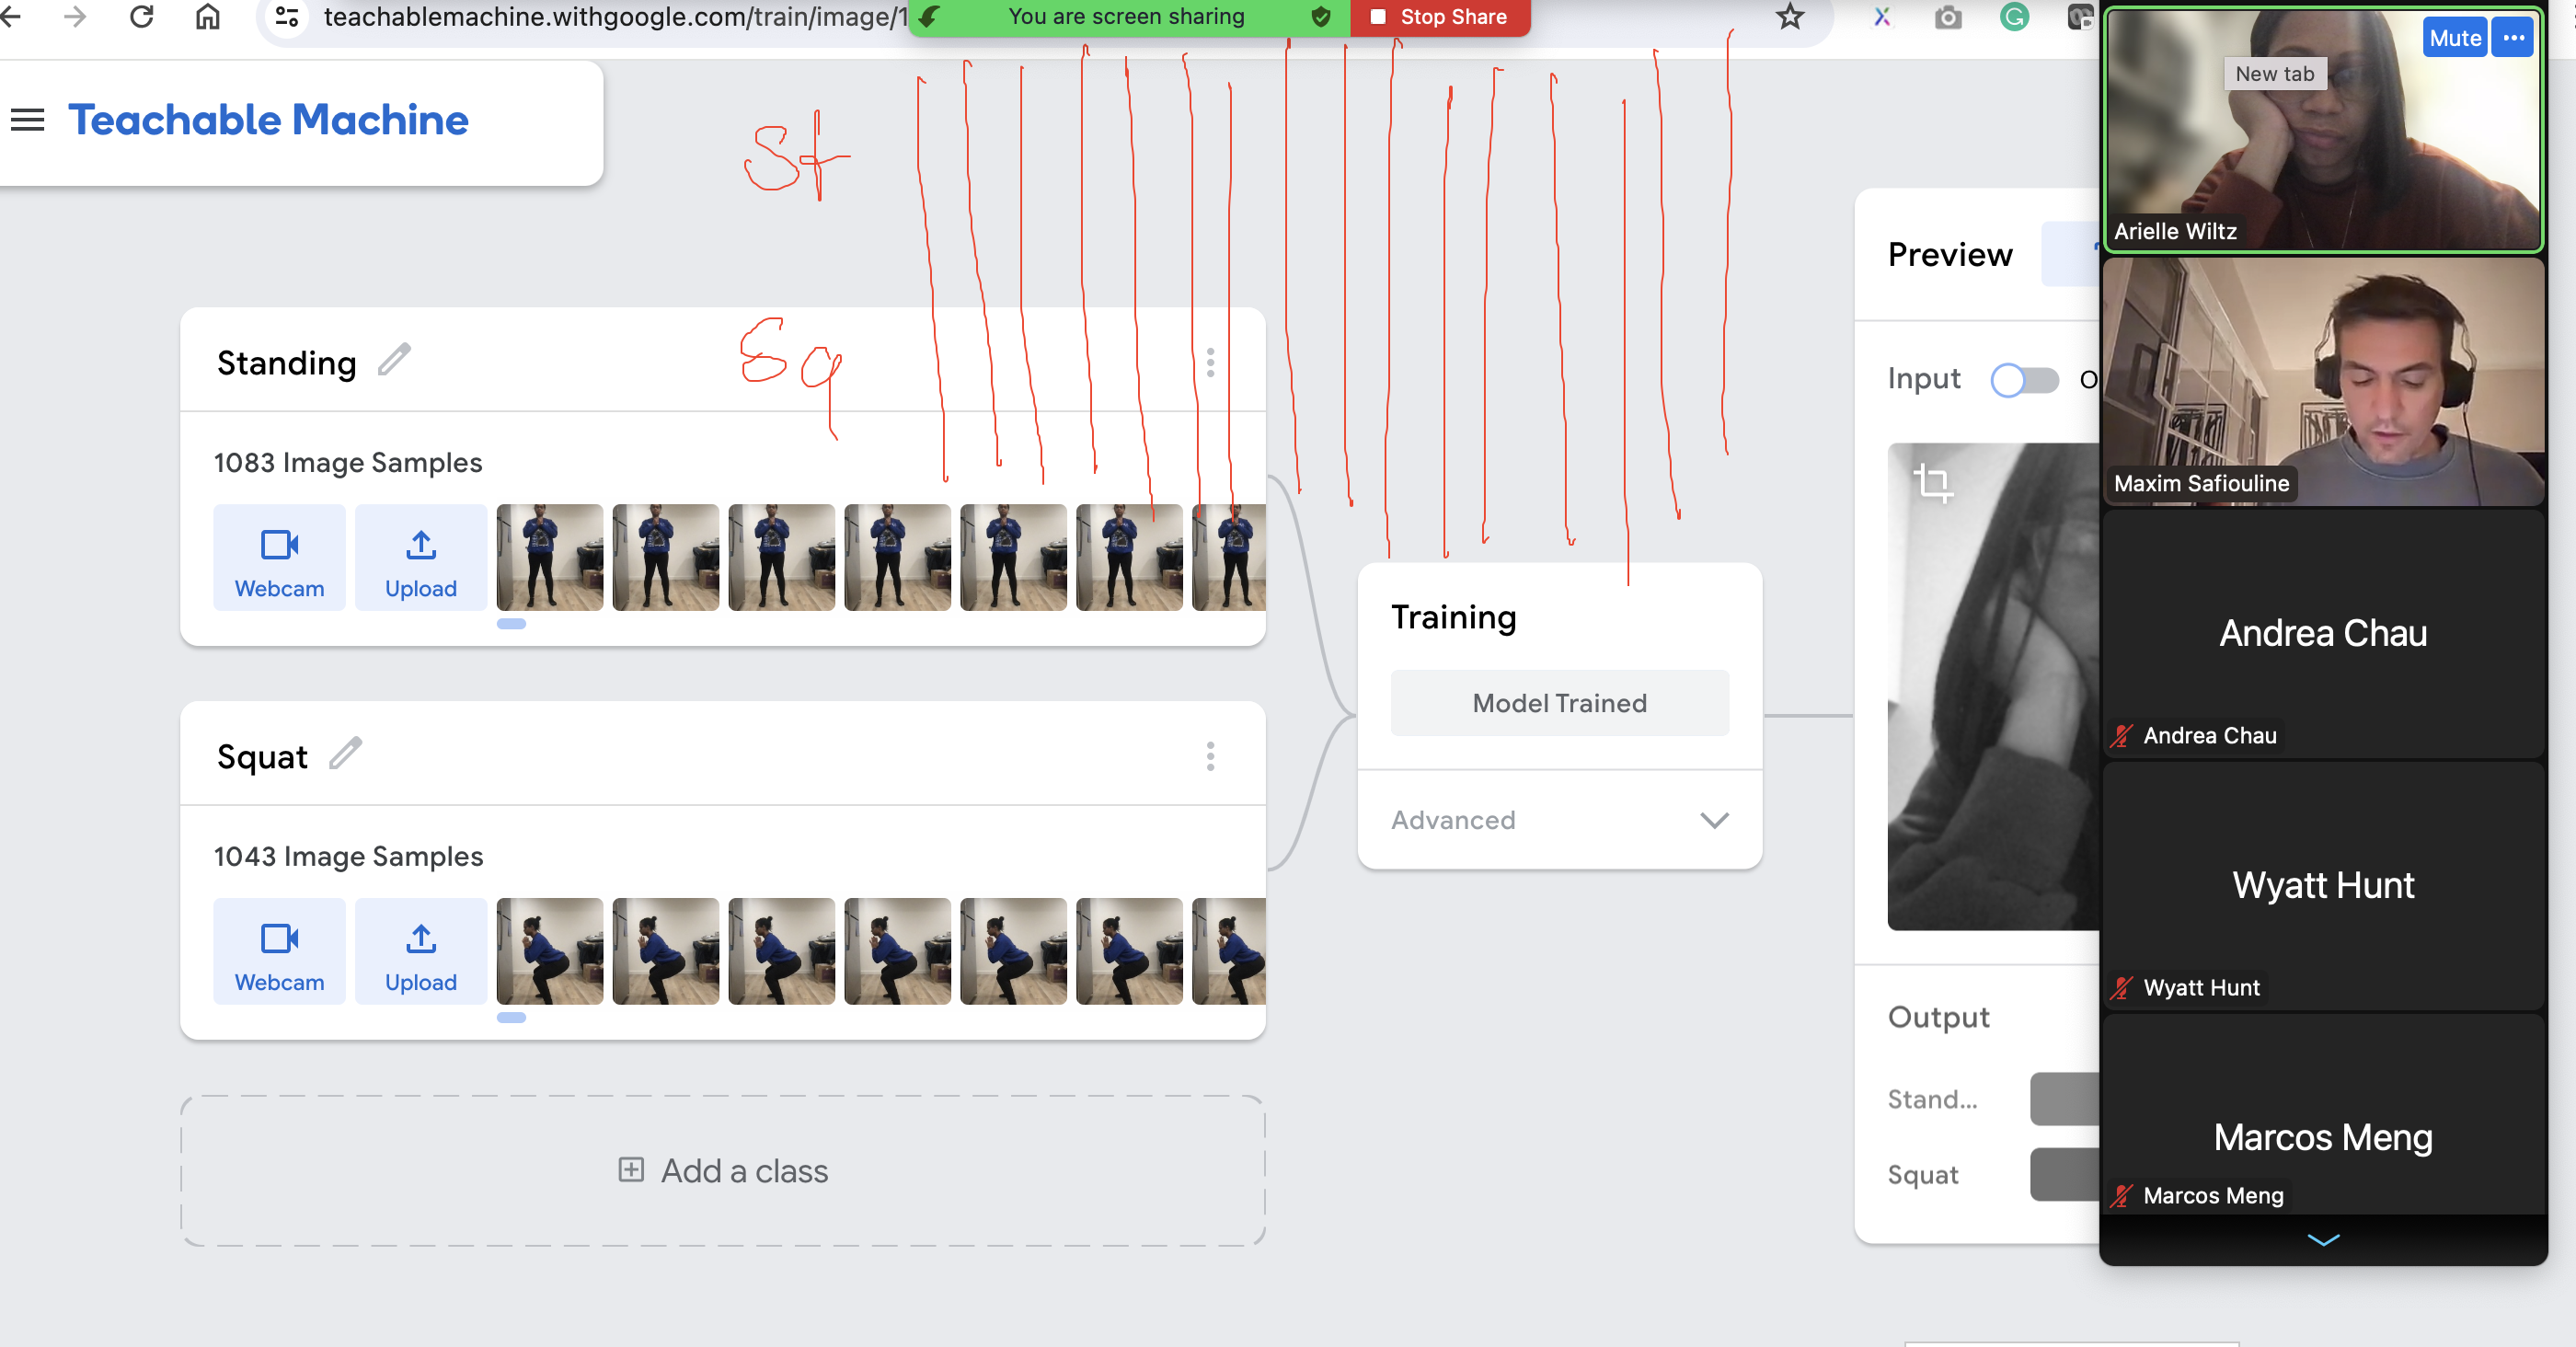 teachablemachine.withgoogle.com/train/image/1
You are screen sharing
Stop Share
Mute
New tab
Teachable Machine
St
Sq
Arielle Wiltz
Preview
Standing
Input
O
1083 Image Samples
Webcam
Upload
Maxim Safiouline
Training
Model Trained
Advanced
Squat
1043 Image Samples
Webcam
Upload
Andrea Chau
Andrea Chau
Wyatt Hunt
Wyatt Hunt
Output
Stand...
Squat
Add a class
Marcos Meng
Marcos Meng